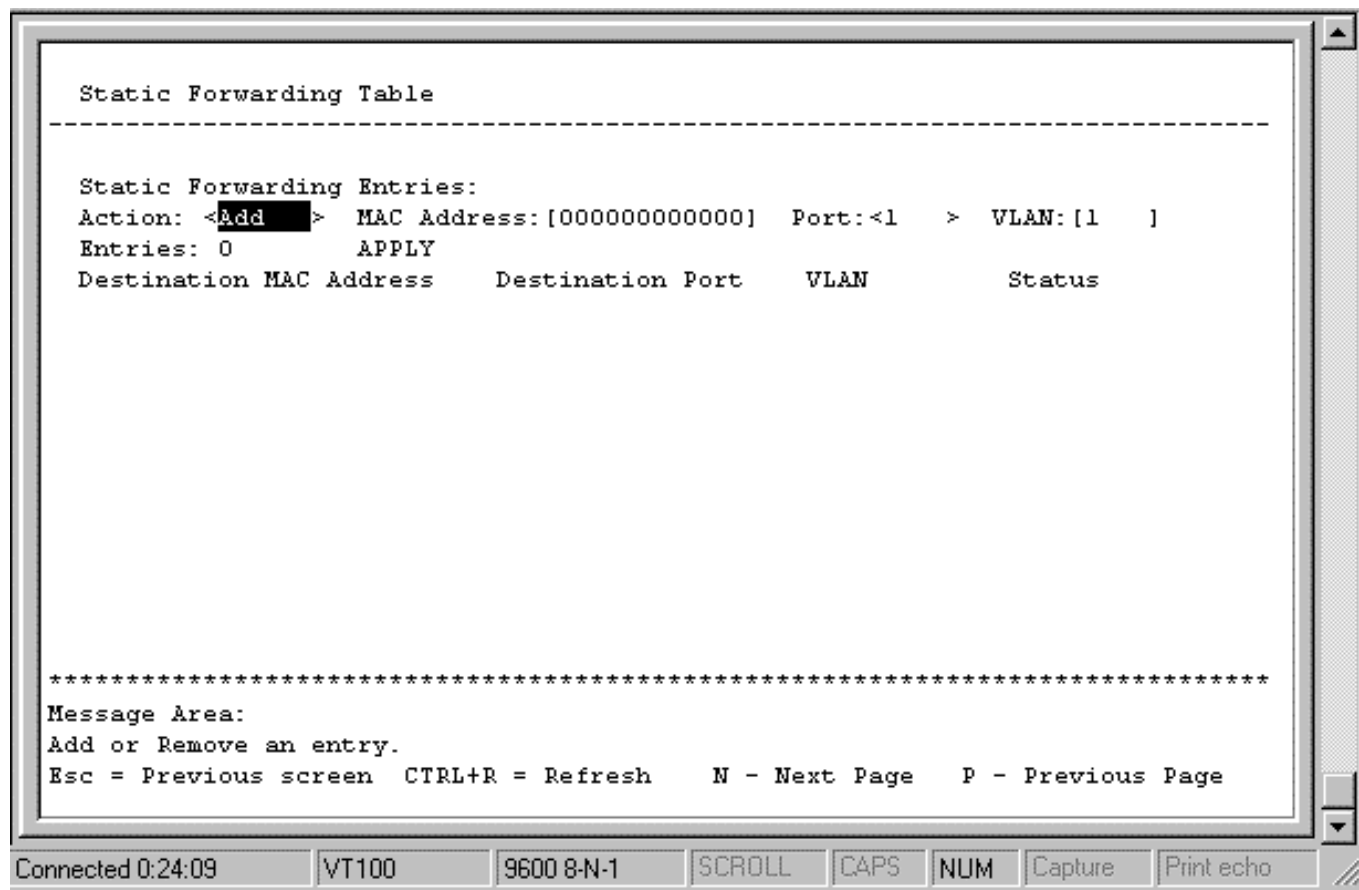 Static Forwarding Table
--------------------------------------------------------------------------------
Static Forwarding Entries:
Action: <Add     >  MAC Address:[000000000000]  Port:<1   >  VLAN:[1   ]
Entries: 0        APPLY
Destination MAC Address    Destination Port    VLAN         Status
********************************************************************************
Message Area:
Add or Remove an entry.
Esc = Previous screen  CTRL+R = Refresh    N - Next Page   P - Previous Page
Connected 0:24:09 VT100 9600 8-N-1 SCROLL CAPS NUM Capture Print echo